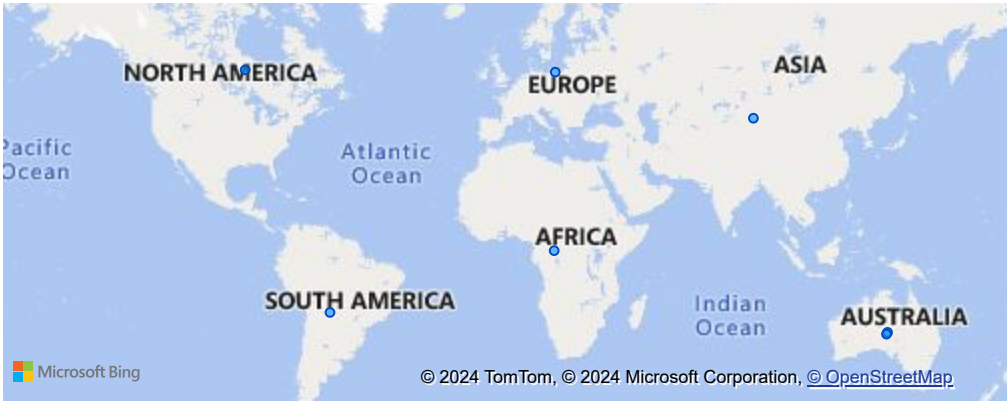 NORTH AMERICA
EUROPE
ASIA
Pacific
Ocean
Atlantic
Ocean
AFRICA
SOUTH AMERICA
Indian
Ocean
AUSTRALIA
Microsoft Bing
© 2024 TomTom, © 2024 Microsoft Corporation, © OpenStreetMap